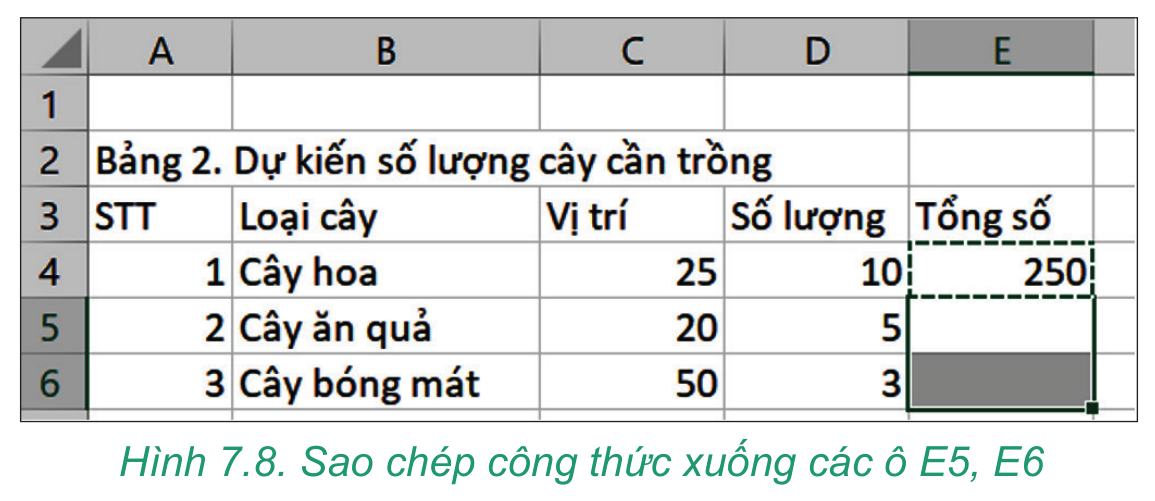 A B C D E
1
2 Bảng 2. Dự kiến số lượng cây cần trồng
3 STT Loại cây Vị trí Số lượng Tổng số
4 1 Cây hoa 25 10 250
5 2 Cây ăn quả 20 5
6 3 Cây bóng mát 50 3
Hình 7.8. Sao chép công thức xuống các ô E5, E6